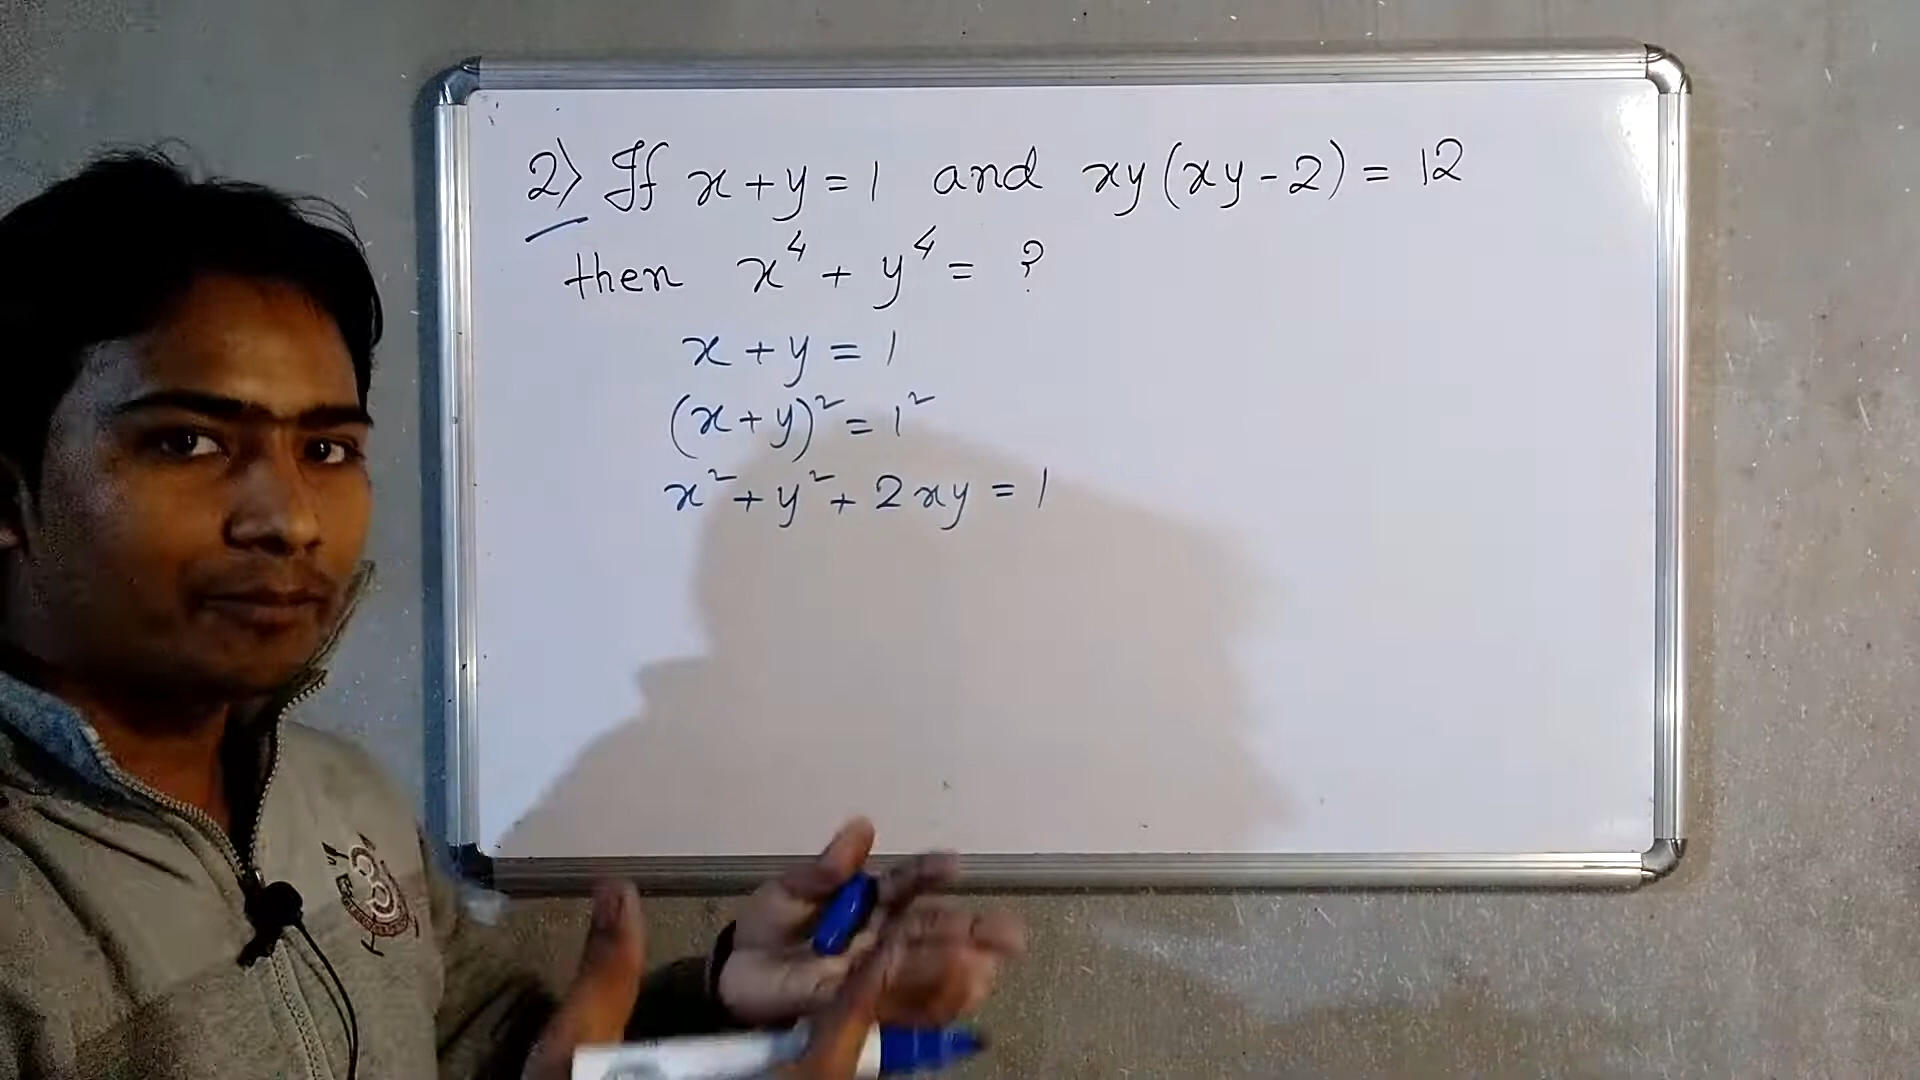 2) If x + y = 1 and xy(xy - 2) = 12
then x⁴ + y⁴ = ?
x + y = 1
(x + y)² = 1²
x² + y² + 2xy = 1